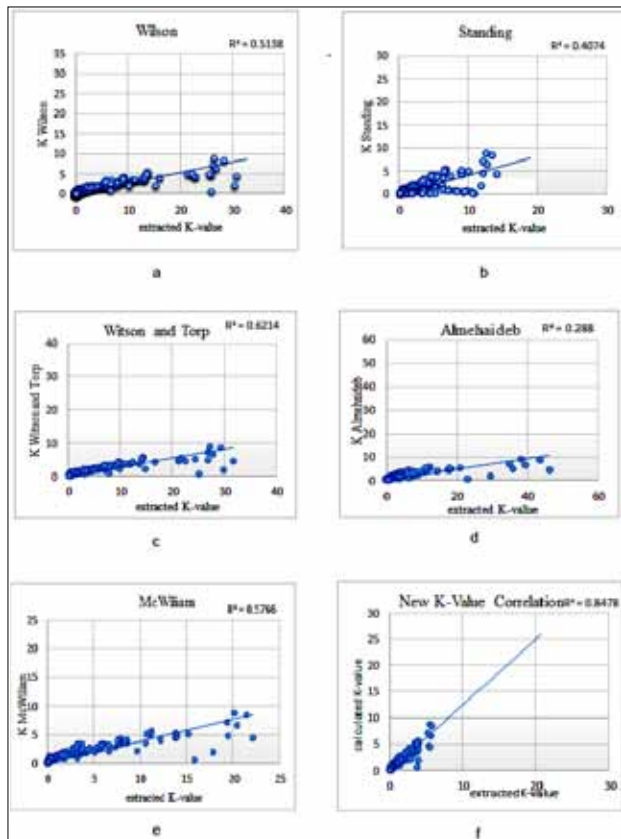 Wilson
R² = 0.5138
K Wilson
35
30
25
20
15
10
5
0
0 10 20 30 40
extracted K-value
a
Standing
R² = 0.4074
K Standing
30
25
20
15
10
5
0
0 10 20 30
extracted K-value
b
Witson and Torp
R² = 0.6214
K Witson and Torp
40
30
20
10
0
0 10 20 30 40
extracted K-value
c
Almehaideb
R² = 0.288
K Almehaideb
60
50
40
30
20
10
0
0 20 40 60
extracted K-value
d
McWliam
R² = 0.5766
K McWiliam
25
20
15
10
5
0
0 5 10 15 20 25
extracted K-value
e
New K-Value Correlation
R² = 0.8478
calculated K-value
30
25
20
15
10
5
0
0 10 20 30
extracted K-value
f